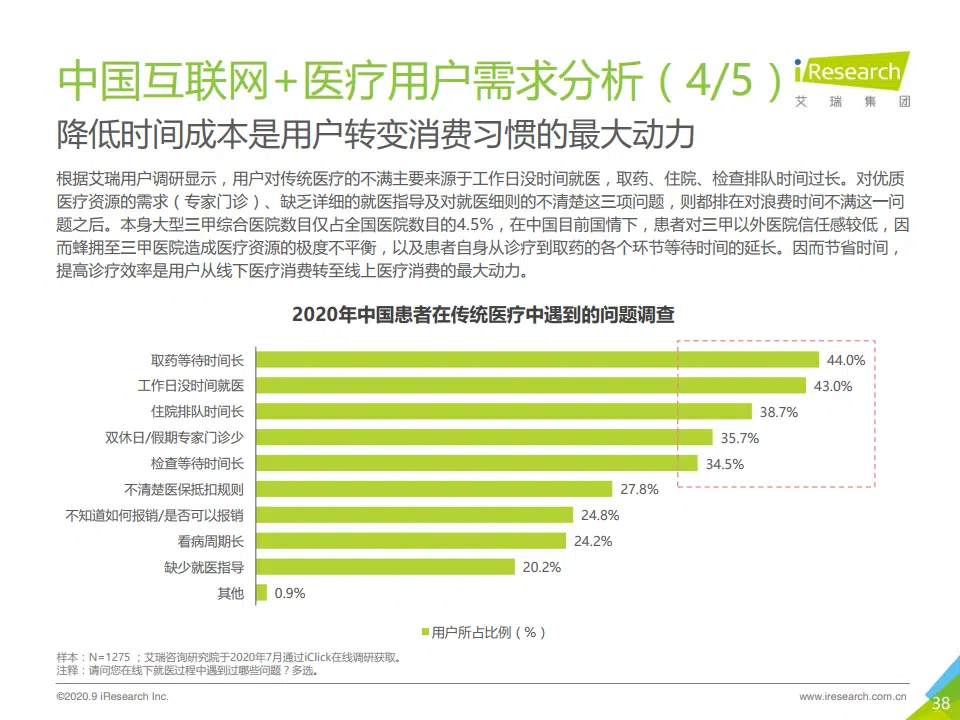 中国互联网+医疗用户需求分析（4/5）
iResearch
艾瑞集团
降低时间成本是用户转变消费习惯的最大动力
根据艾瑞用户调研显示，用户对传统医疗的不满主要来源于工作日没时间就医，取药、住院、检查排队时间过长。对优质
医疗资源的需求（专家门诊）、缺乏详细的就医指导及对就医细则的不清楚这三项问题，则都排在对浪费时间不满这一问
题之后。本身大型三甲综合医院数目仅占全国医院数目的4.5%，在中国目前国情下，患者对三甲以外医院信任感较低，因
而蜂拥至三甲医院造成医疗资源的极度不平衡，以及患者自身从诊疗到取药的各个环节等待时间的延长。因而节省时间，
提高诊疗效率是用户从线下医疗消费转至线上医疗消费的最大动力。
2020年中国患者在传统医疗中遇到的问题调查
取药等待时间长 44.0%
工作日没时间就医 43.0%
住院排队时间长 38.7%
双休日/假期专家门诊少 35.7%
检查等待时间长 34.5%
不清楚医保抵扣规则 27.8%
不知道如何报销/是否可以报销 24.8%
看病周期长 24.2%
缺少就医指导 20.2%
其他 0.9%
用户所占比例（%）
样本：N=1275 ；艾瑞咨询研究院于2020年7月通过iClick在线调研获取。
注释：请问您在线下就医过程中遇到过哪些问题？多选。
©2020.9 iResearch Inc.
www.iresearch.com.cn
38